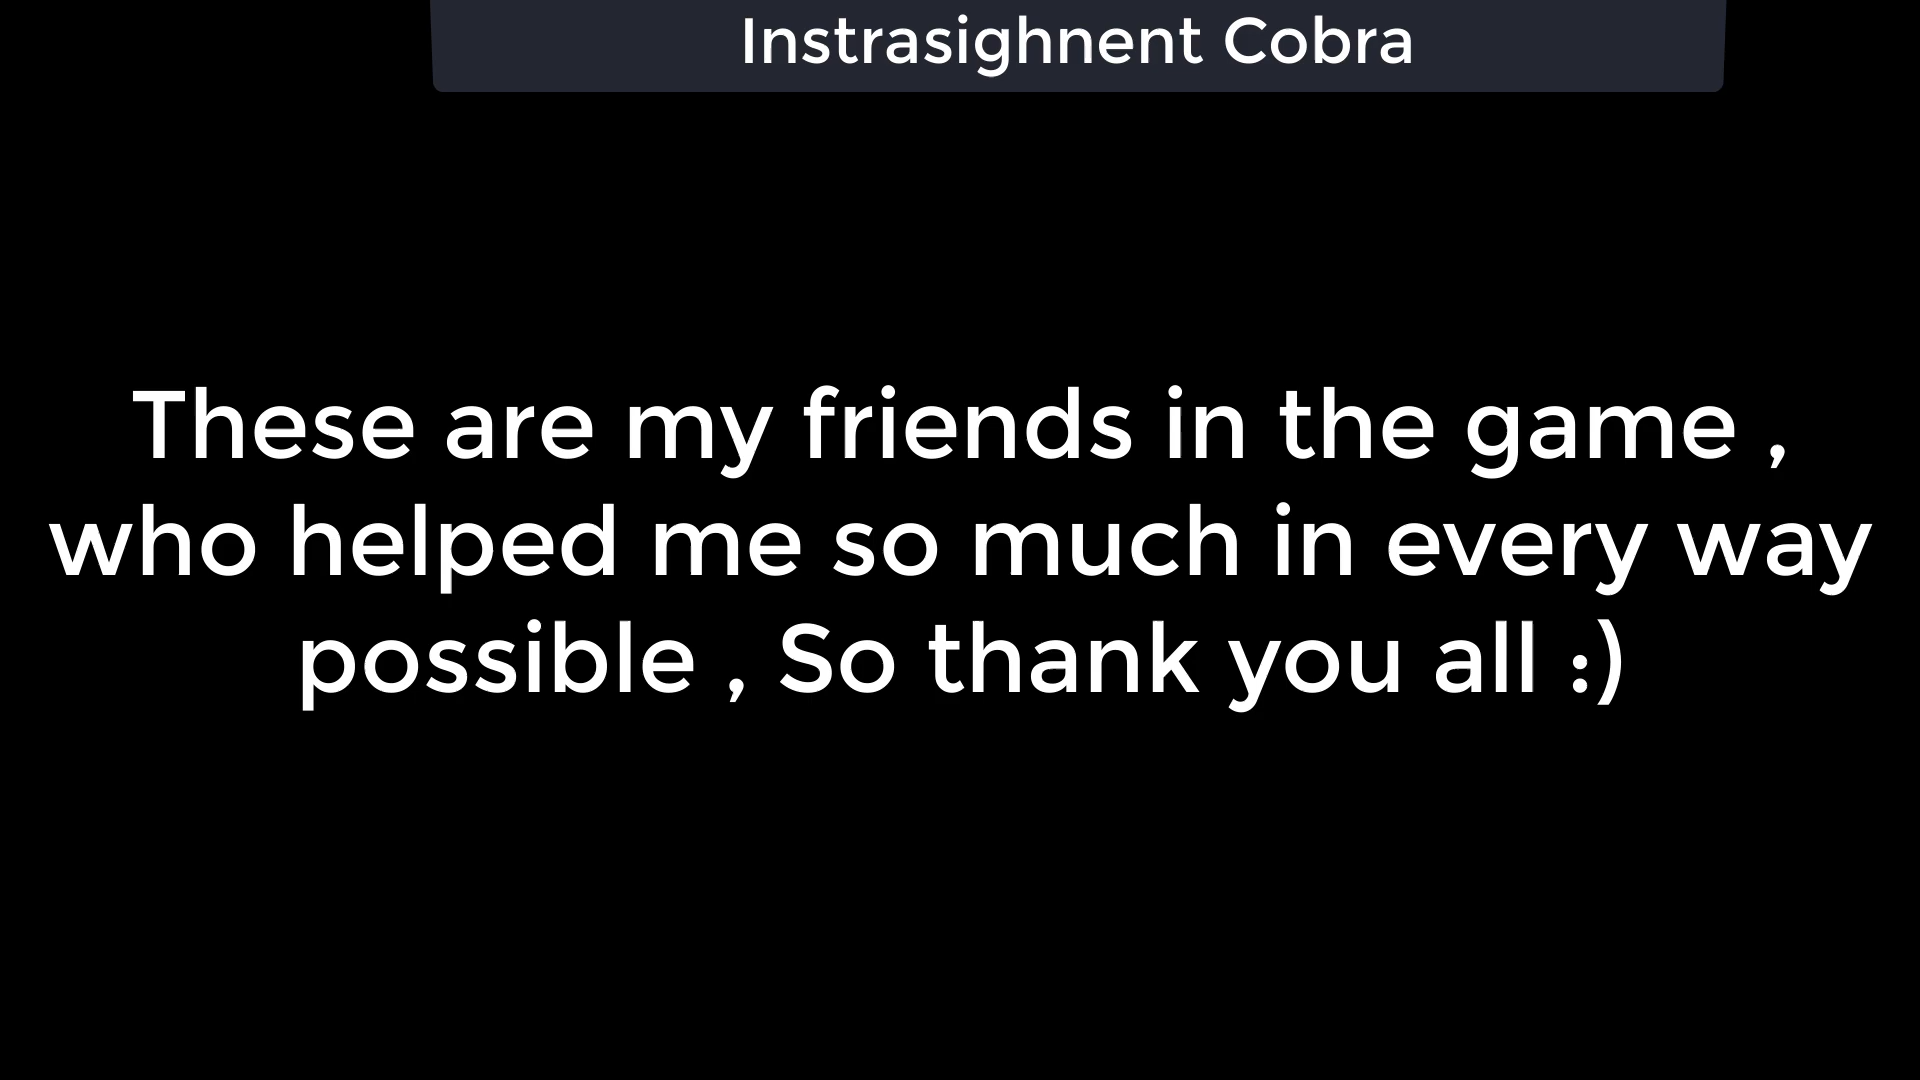 Instrasighnent Cobra
These are my friends in the game ,
who helped me so much in every way
possible , So thank you all :)